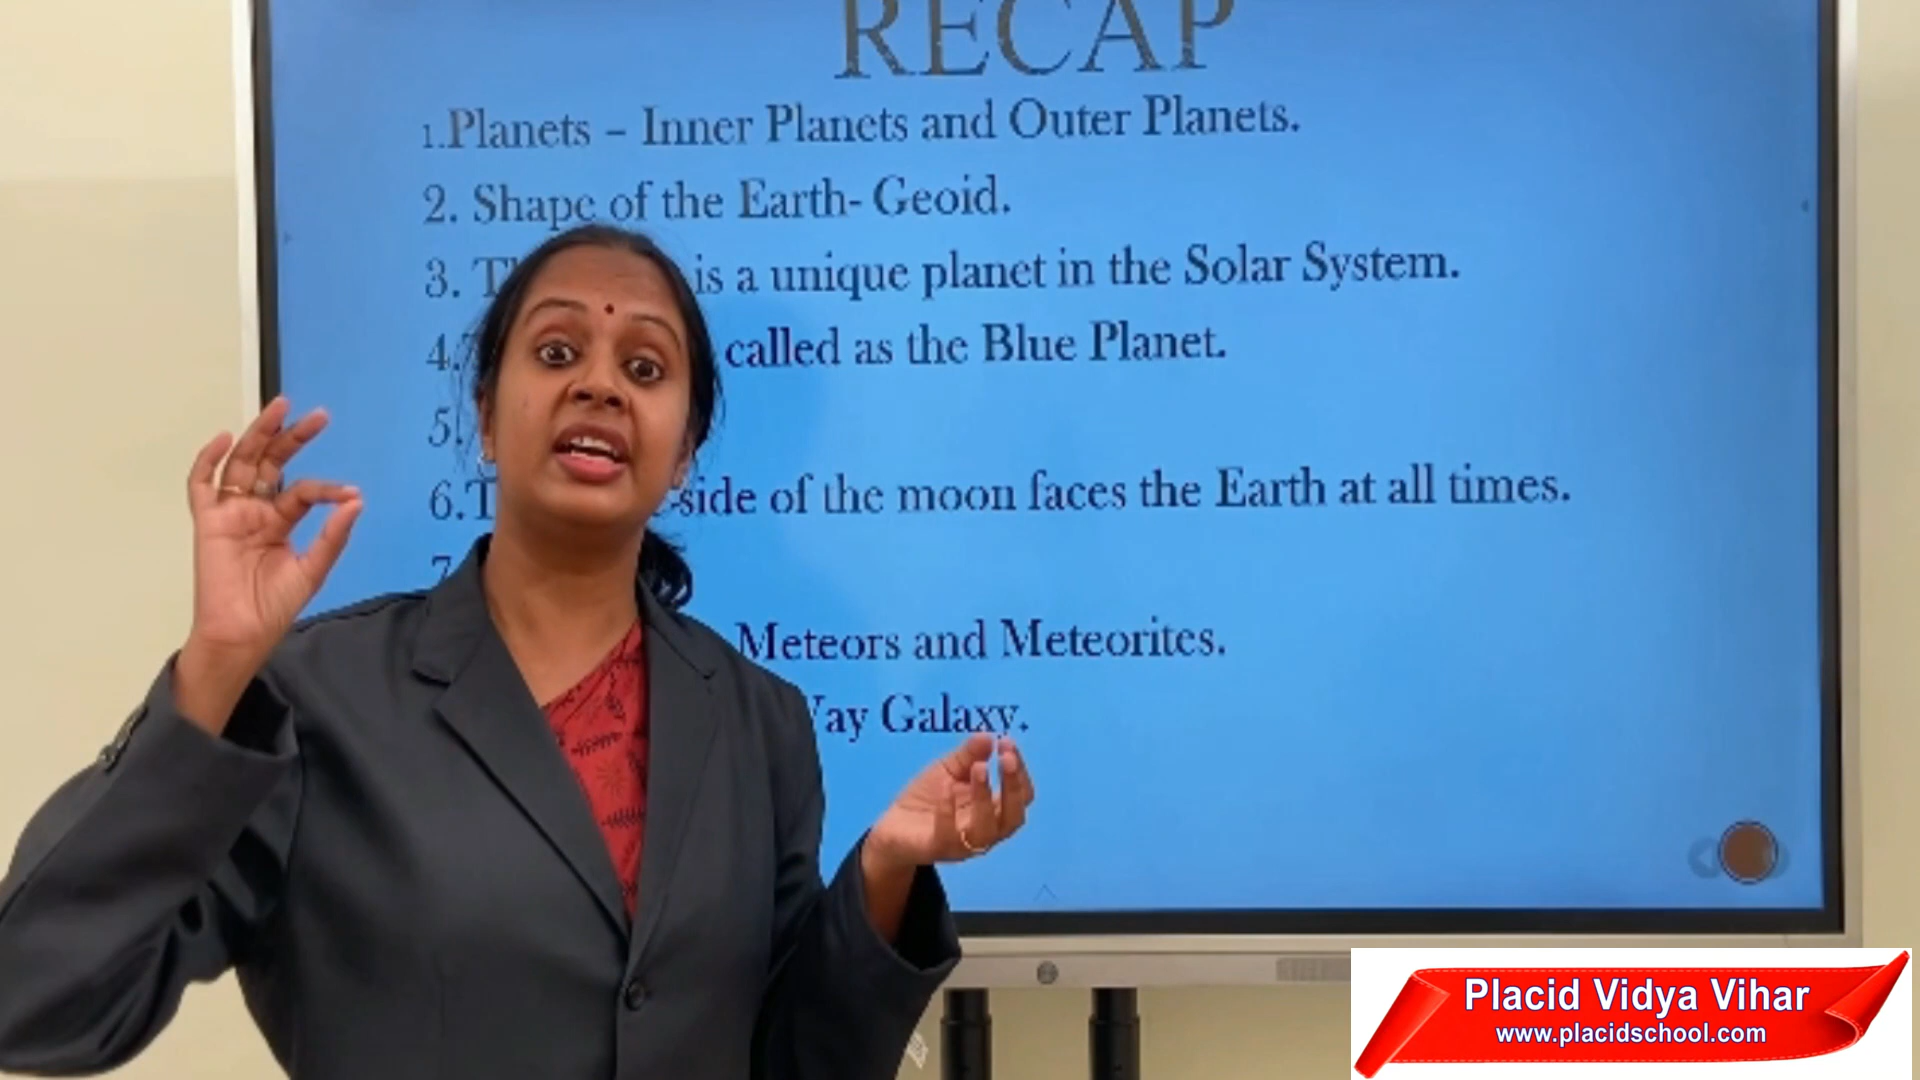 RECAP
1.Planets – Inner Planets and Outer Planets.
2. Shape of the Earth- Geoid.
3. is a unique planet in the Solar System.
4. called as the Blue Planet.
5.
6. side of the moon faces the Earth at all times.
7
Meteors and Meteorites.
Galaxy.
Placid Vidya Vihar
www.placidschool.com